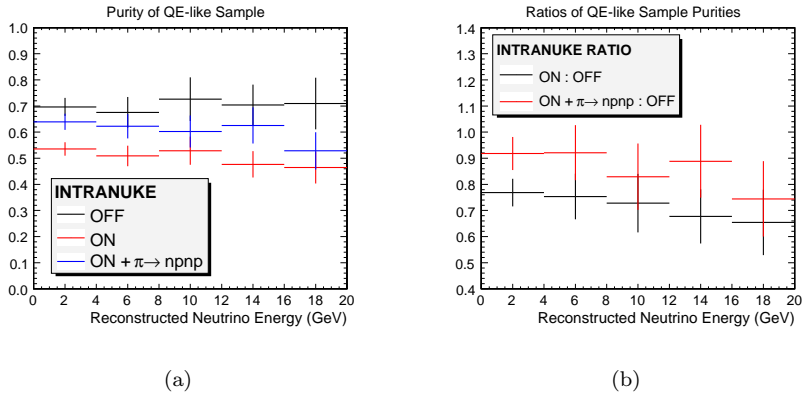 Purity of QE-like Sample
1.0
0.9
0.8
0.7
0.6
0.5
0.4
0.3
0.2
0.1
0.0
INTRANUKE
OFF
ON
ON + π→ npnp
0 2 4 6 8 10 12 14 16 18 20
Reconstructed Neutrino Energy (GeV)
(a)
Ratios of QE-like Sample Purities
1.4
1.3
1.2
1.1
1.0
0.9
0.8
0.7
0.6
0.5
0.4
INTRANUKE RATIO
ON : OFF
ON + π→ npnp : OFF
0 2 4 6 8 10 12 14 16 18 20
Reconstructed Neutrino Energy (GeV)
(b)